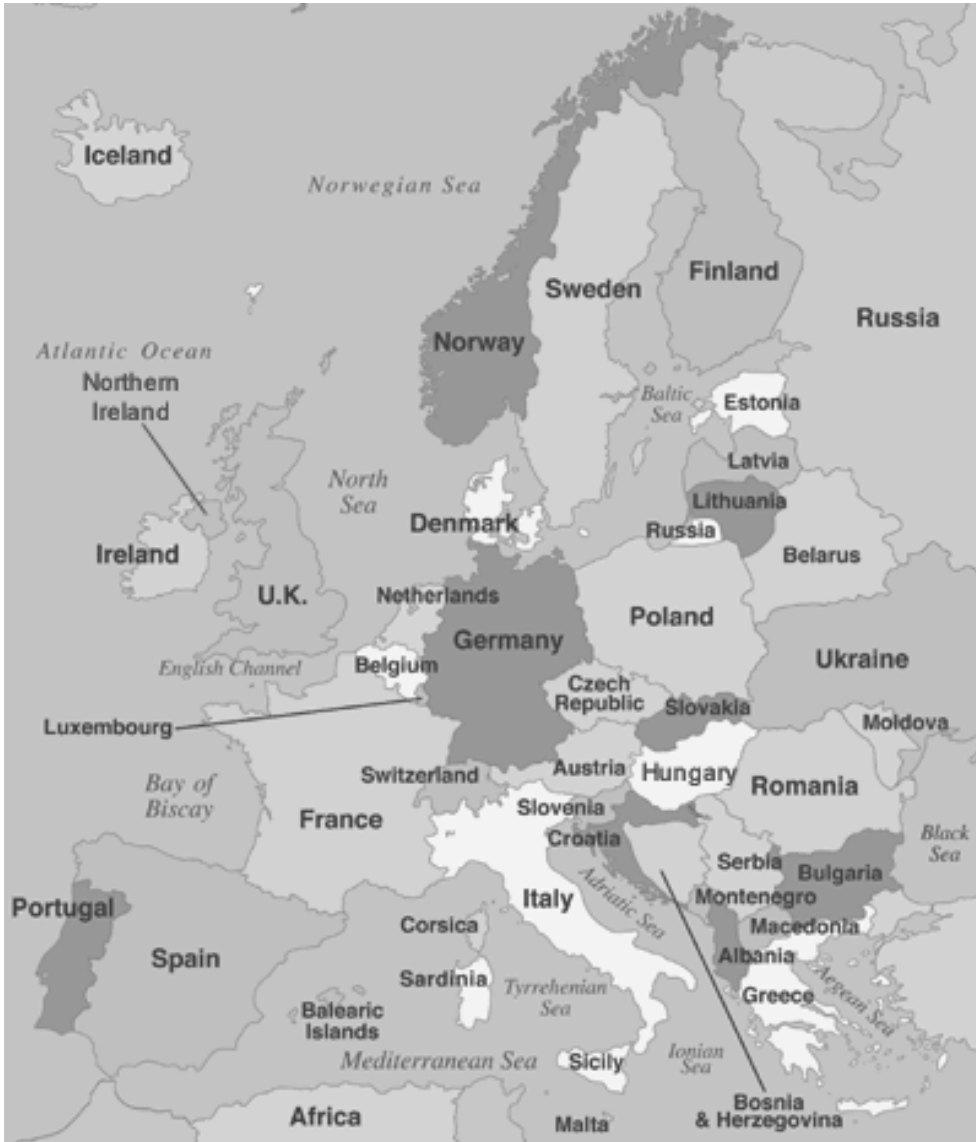 Iceland
Norwegian Sea
Sweden
Finland
Russia
Norway
Atlantic Ocean
Northern
Ireland
Baltic
Sea
Estonia
Latvia
North
Sea
Lithuania
Denmark
Russia
Ireland
Belarus
U.K.
Netherlands
Poland
Germany
Ukraine
English Channel
Belgium
Czech
Republic
Slovakia
Luxembourg
Moldova
Bay of
Biscay
Switzerland
Austria
Hungary
Romania
France
Slovenia
Croatia
Black
Sea
Serbia
Bulgaria
Adriatic Sea
Montenegro
Portugal
Italy
Corsica
Macedonia
Spain
Albania
Sardinia
Tyrrehenian
Sea
Greece
Aegean Sea
Balearic
Islands
Mediterranean Sea
Sicily
Ionian
Sea
Africa
Malta
Bosnia
& Herzegovina